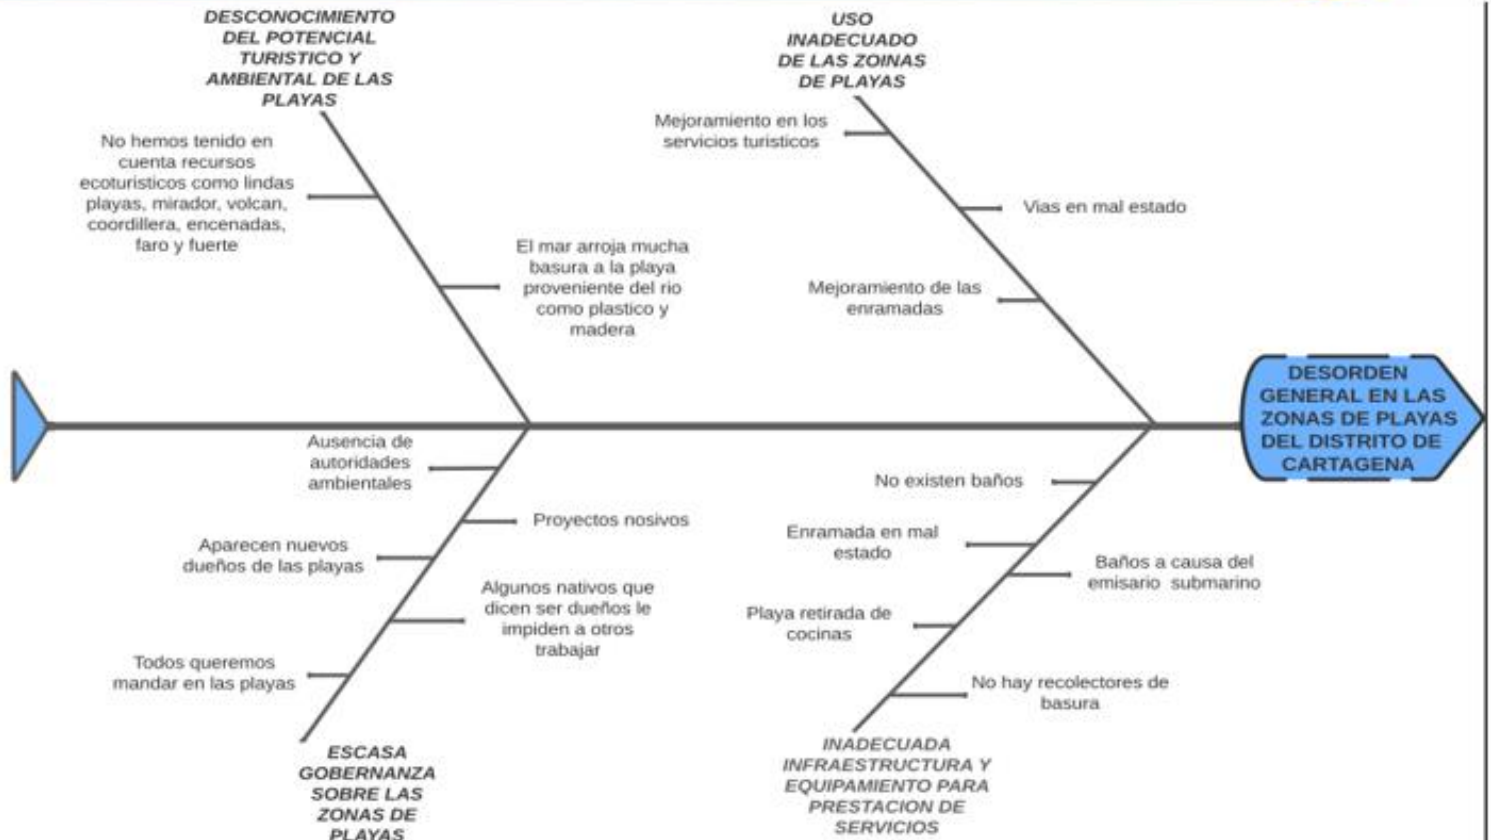 DESCONOCIMIENTO
DEL POTENCIAL
TURISTICO Y
AMBIENTAL DE LAS
PLAYAS
No hemos tenido en
cuenta recursos
ecoturisticos como lindas
playas, mirador, volcan,
coordillera, encenadas,
faro y fuerte
El mar arroja mucha
basura a la playa
proveniente del rio
como plastico y
madera
USO
INADECUADO
DE LAS ZOINAS
DE PLAYAS
Mejoramiento en los
servicios turisticos
Vias en mal estado
Mejoramiento de las
enramadas
DESORDEN
GENERAL EN LAS
ZONAS DE PLAYAS
DEL DISTRITO DE
CARTAGENA
Ausencia de
autoridades
ambientales
Proyectos nosivos
Aparecen nuevos
dueños de las playas
Algunos nativos que
dicen ser dueños le
impiden a otros
trabajar
Todos queremos
mandar en las playas
ESCASA
GOBERNANZA
SOBRE LAS
ZONAS DE
PLAYAS
No existen baños
Enramada en mal
estado
Baños a causa del
emisario submarino
Playa retirada de
cocinas
No hay recolectores de
basura
INADECUADA
INFRAESTRUCTURA Y
EQUIPAMIENTO PARA
PRESTACION DE
SERVICIOS